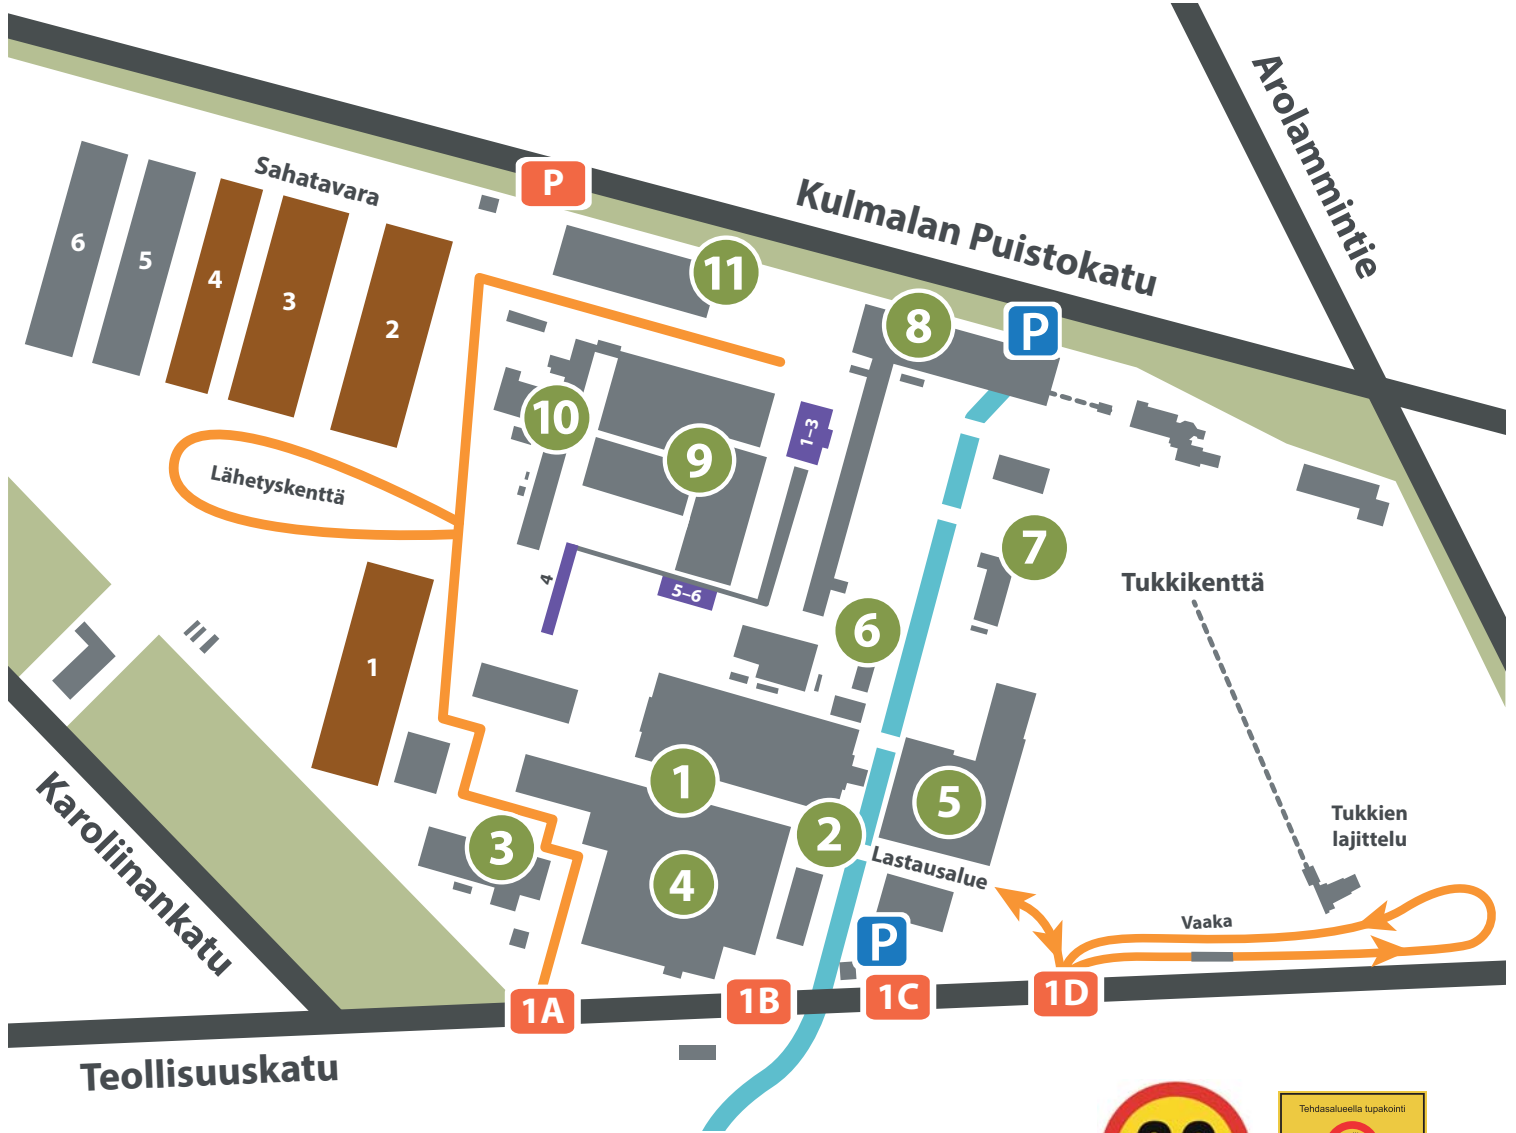 Arolammintie
Kulmalan Puistokatu
P
Sahatavara
6
5
4
3
2
11
8
P
10
9
1–3
Lähetyskenttä
7
4
5–6
Tukkikenttä
6
1
1
5
2
3
4
Tukkien
lajittelu
Lastausalue
Vaaka
P
Karoliinankatu
1A
1B
1C
1D
Teollisuuskatu
Tehdasalueella tupakointi